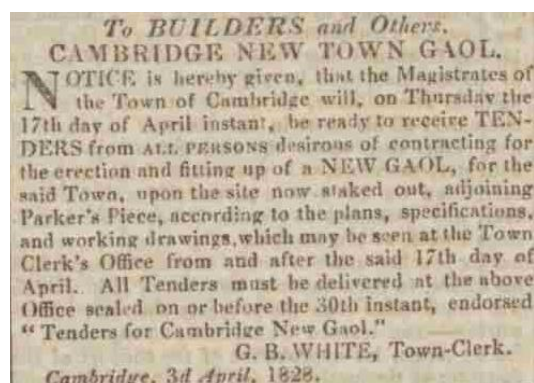 To BUILDERS and Others.
CAMBRIDGE NEW TOWN GAOL.
NOTICE is hereby given, that the Magistrates of
the Town of Cambridge will, on Thursday the
17th day of April instant, be ready to receive TEN-
DERS from ALL PERSONS desirous of contracting for
the erection and fitting up of a NEW GAOL, for the
said Town, upon the site now staked out, adjoining
Parker's Piece, according to the plans, specifications,
and working drawings, which may be seen at the Town
Clerk's Office from and after the said 17th day of
April. All Tenders must be delivered at the above
Office sealed on or before the 30th instant, endorsed
“Tenders for Cambridge New Gaol.”
G. B. WHITE, Town-Clerk.
Cambridge, 3d April, 1828.